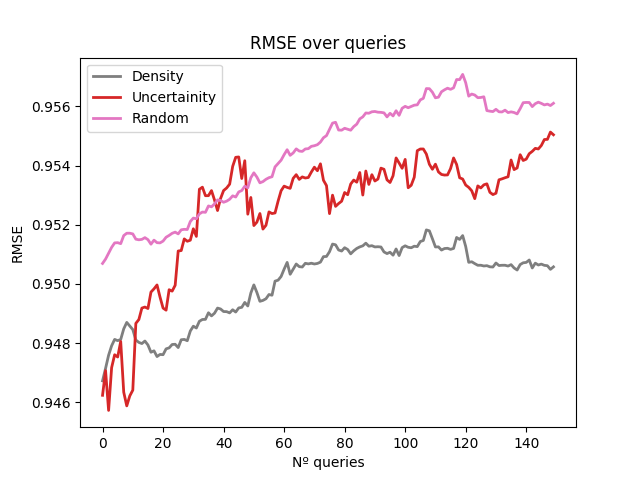 RMSE over queries
Density
Uncertainity
Random
RMSE
0.956
0.954
0.952
0.950
0.948
0.946
0 20 40 60 80 100 120 140
Nº queries